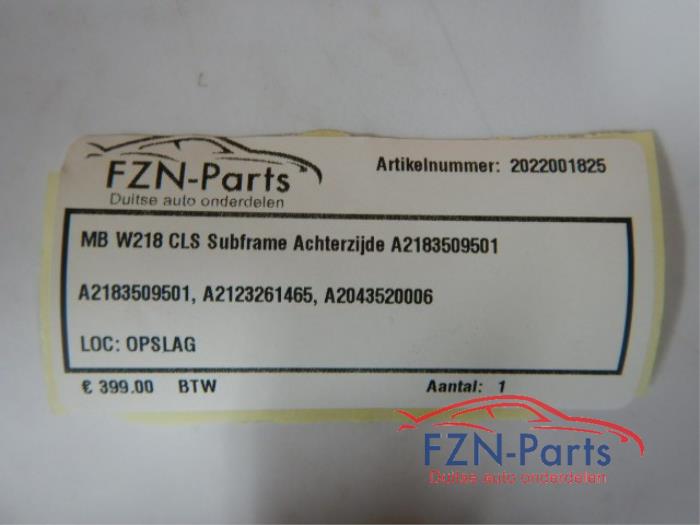 FZN-Parts
Duitse auto onderdelen
Artikelnummer: 2022001825
MB W218 CLS Subframe Achterzijde A2183509501
A2183509501, A2123261465, A2043520006
LOC: OPSLAG
€ 399.00 BTW Aantal: 1
FZN-Parts
Duitse auto onderdelen